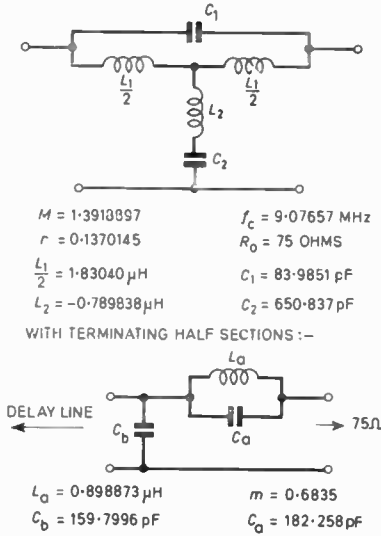 C1
L1/2
L1/2
L2
C2
M = 1·3913897 fc = 9·07657 MHz
r = 0·1370145 Ro = 75 OHMS
L1/2 = 1·83040 μH C1 = 83·9851 pF
L2 = -0·789838 μH C2 = 650·837 pF
WITH TERMINATING HALF SECTIONS :-
La
DELAY LINE Cb Ca 75Ω
La = 0·898873 μH m = 0·6835
Cb = 159·7996 pF Ca = 182·258 pF